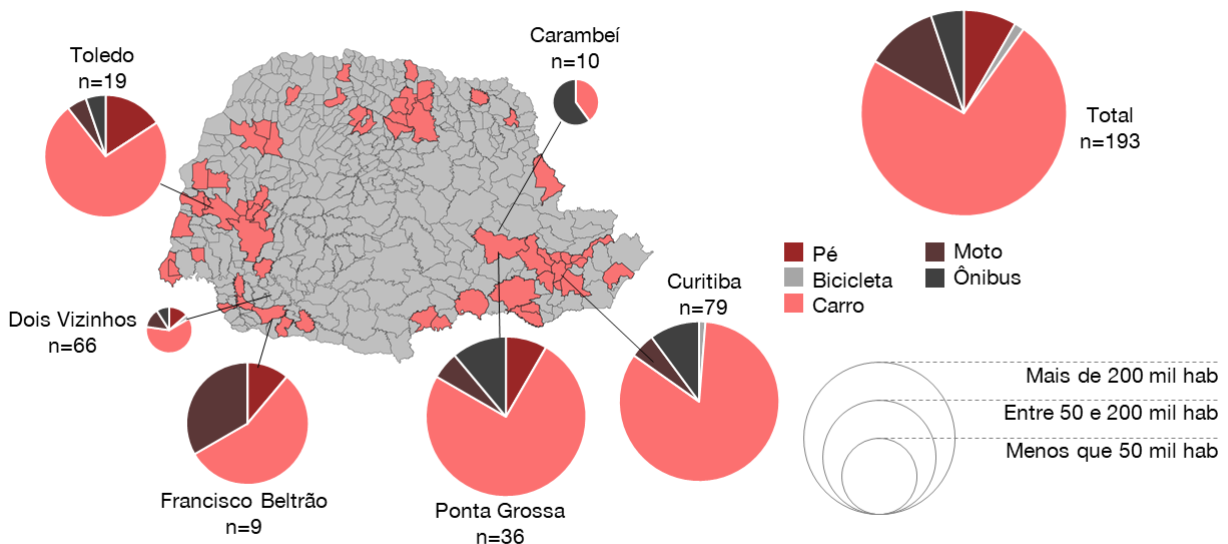 Toledo
n=19
Carambeí
n=10
Total
n=193
Pé
Bicicleta
Carro
Moto
Ônibus
Curitiba
n=79
Dois Vizinhos
n=66
Francisco Beltrão
n=9
Ponta Grossa
n=36
Mais de 200 mil hab
Entre 50 e 200 mil hab
Menos que 50 mil hab